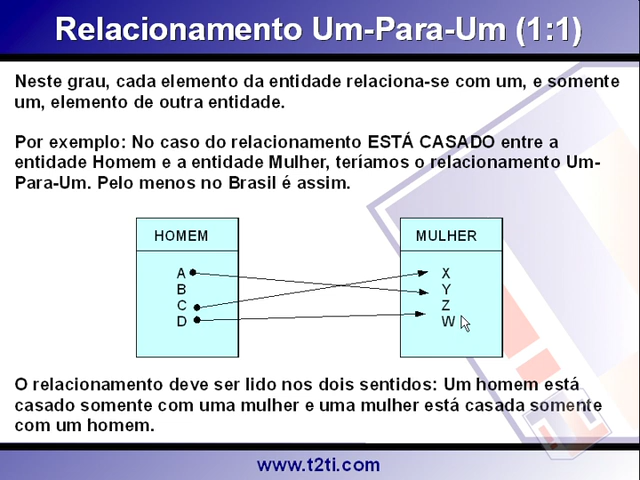 Relacionamento Um-Para-Um (1:1)
Neste grau, cada elemento da entidade relaciona-se com um, e somente
um, elemento de outra entidade.
Por exemplo: No caso do relacionamento ESTÁ CASADO entre a
entidade Homem e a entidade Mulher, teríamos o relacionamento Um-
Para-Um. Pelo menos no Brasil é assim.
HOMEM
A
B
C
D
MULHER
X
Y
Z
W
O relacionamento deve ser lido nos dois sentidos: Um homem está
casado somente com uma mulher e uma mulher está casada somente
com um homem.
www.t2ti.com